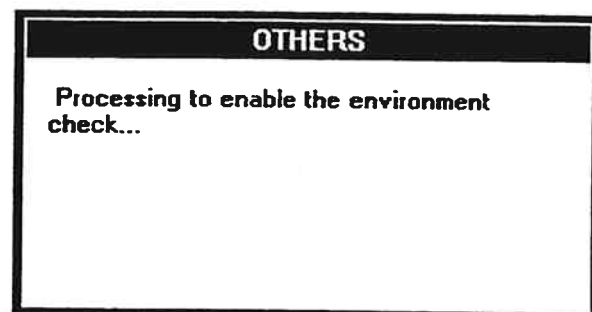 OTHERS
Processing to enable the environment
check...